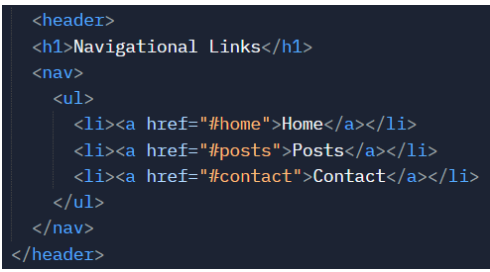 <header>
<h1>Navigational Links</h1>
<nav>
<ul>
<li><a href="#home">Home</a></li>
<li><a href="#posts">Posts</a></li>
<li><a href="#contact">Contact</a></li>
</ul>
</nav>
</header>